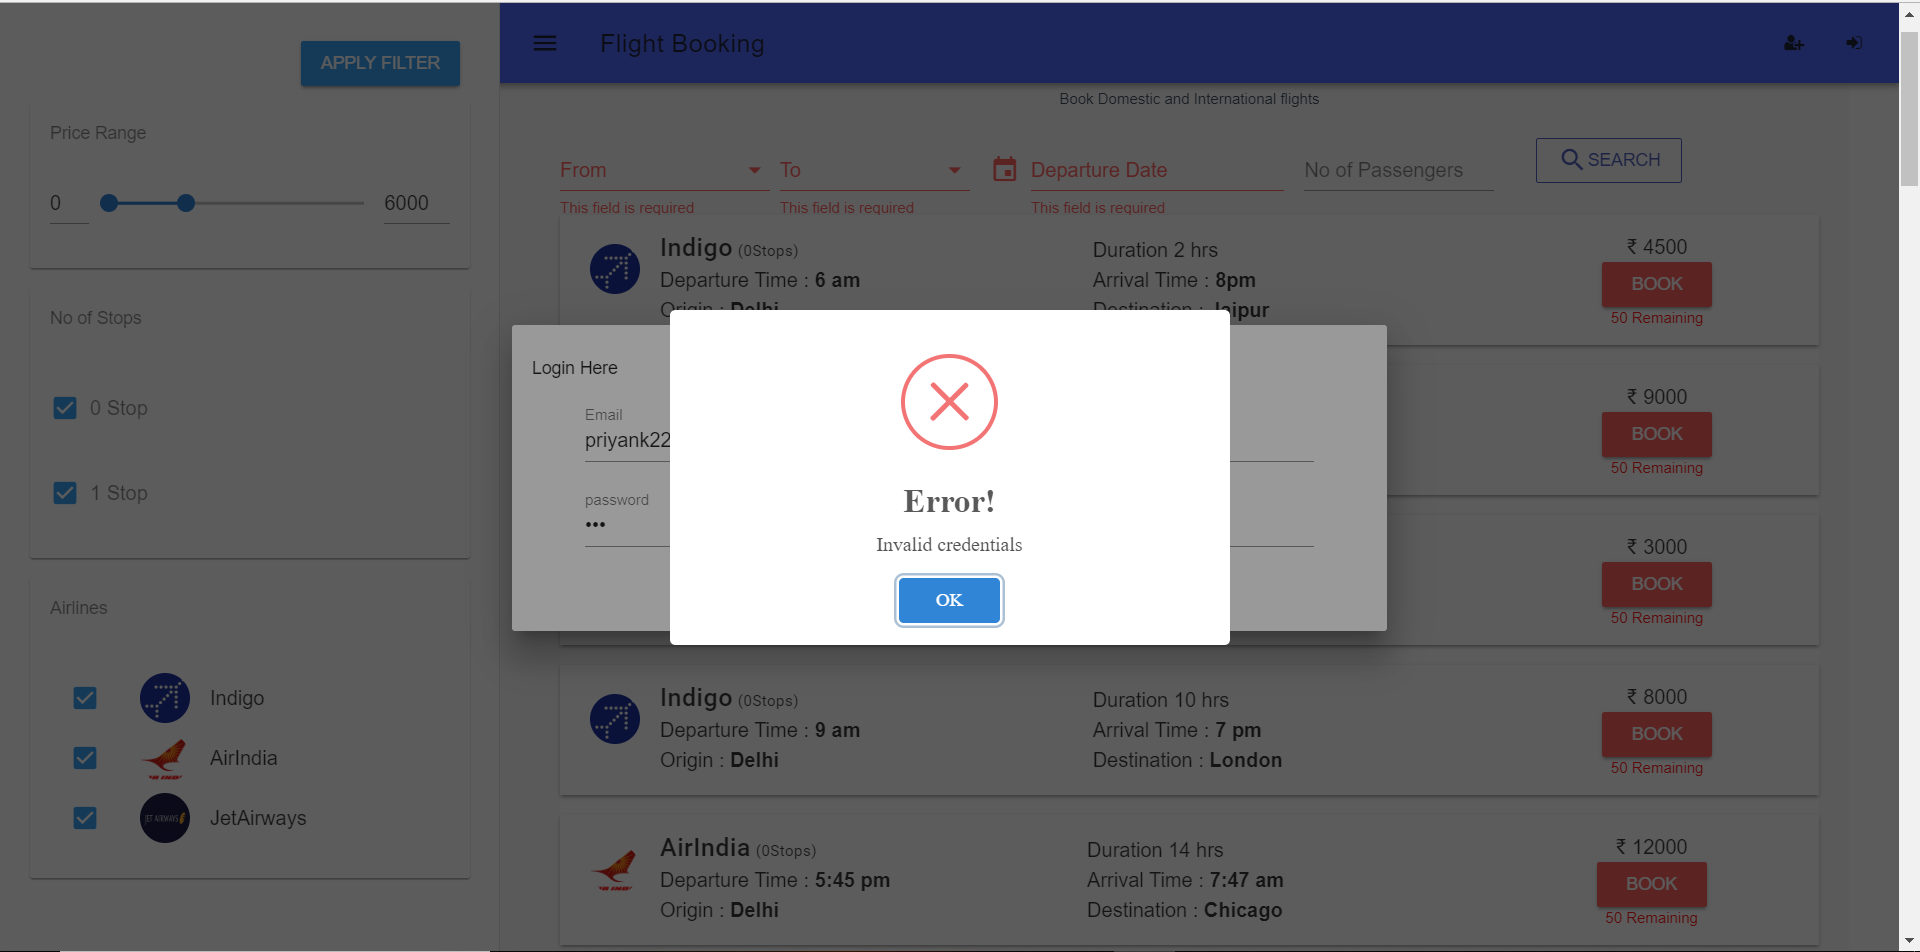 APPLY FILTER
Price Range
0
6000
No of Stops
0 Stop
1 Stop
Airlines
Indigo
AirIndia
JET AIRWAYS
JetAirways
Flight Booking
Book Domestic and International flights
From
To
Departure Date
No of Passengers
SEARCH
This field is required
This field is required
This field is required
Indigo (0Stops)
Duration 2 hrs
₹ 4500
Departure Time : 6 am
Arrival Time : 8pm
BOOK
Origin : Delhi
Destination : Jaipur
50 Remaining
Login Here
Email
priyank22
password
•••
Error!
Invalid credentials
OK
₹ 9000
BOOK
50 Remaining
₹ 3000
BOOK
50 Remaining
Indigo (0Stops)
Duration 10 hrs
₹ 8000
Departure Time : 9 am
Arrival Time : 7 pm
BOOK
Origin : Delhi
Destination : London
50 Remaining
AirIndia (0Stops)
Duration 14 hrs
₹ 12000
Departure Time : 5:45 pm
Arrival Time : 7:47 am
BOOK
Origin : Delhi
Destination : Chicago
50 Remaining